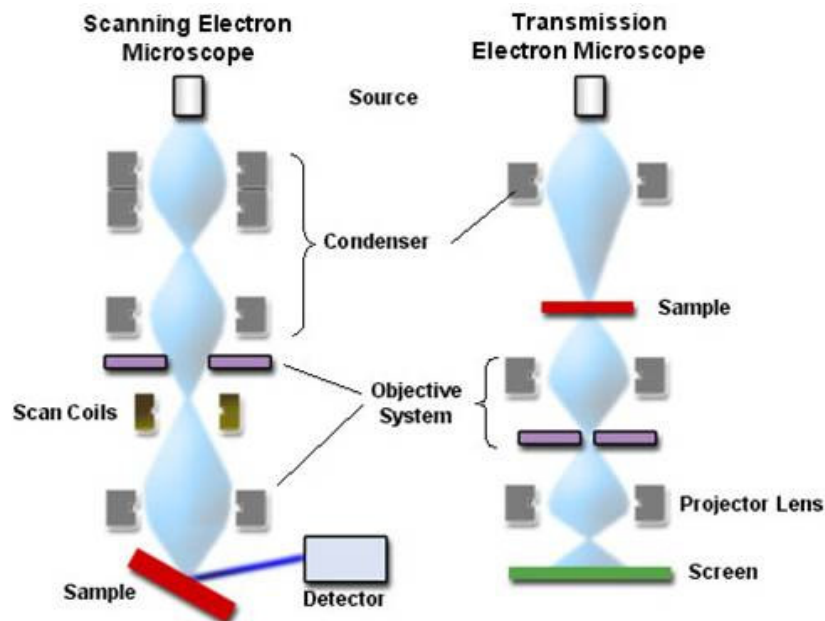 Scanning Electron
Microscope
Transmission
Electron Microscope
Source
Condenser
Sample
Scan Coils
Objective
System
Projector Lens
Sample
Detector
Screen